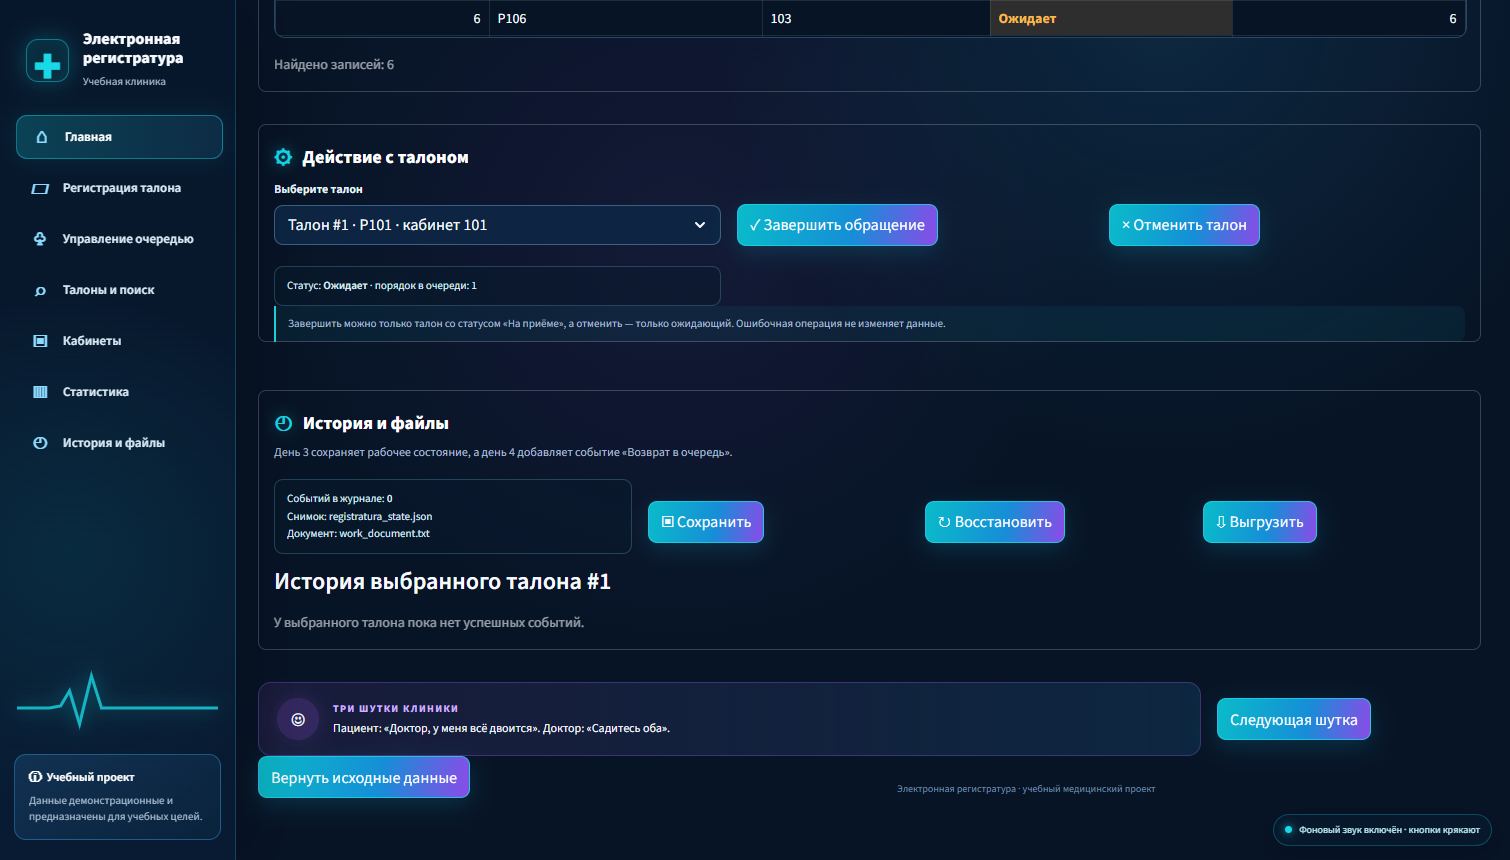 Электронная
регистратура
Учебная клиника
Главная
Регистрация талона
Управление очередью
Талоны и поиск
Кабинеты
Статистика
История и файлы
Учебный проект
Данные демонстрационные и
предназначены для учебных целей.
6 P106 103 Ожидает 6
Найдено записей: 6
Действие с талоном
Выберите талон
Талон #1 · P101 · кабинет 101
✓ Завершить обращение
× Отменить талон
Статус: Ожидает · порядок в очереди: 1
Завершить можно только талон со статусом «На приёме», а отменить — только ожидающий. Ошибочная операция не изменяет данные.
История и файлы
День 3 сохраняет рабочее состояние, а день 4 добавляет событие «Возврат в очередь».
Событий в журнале: 0
Снимок: registratura_state.json
Документ: work_document.txt
▣ Сохранить
↻ Восстановить
⇩ Выгрузить
История выбранного талона #1
У выбранного талона пока нет успешных событий.
ТРИ ШУТКИ КЛИНИКИ
Пациент: «Доктор, у меня всё двоится». Доктор: «Садитесь оба».
Следующая шутка
Вернуть исходные данные
Электронная регистратура · учебный медицинский проект
Фоновый звук включён · кнопки крякают